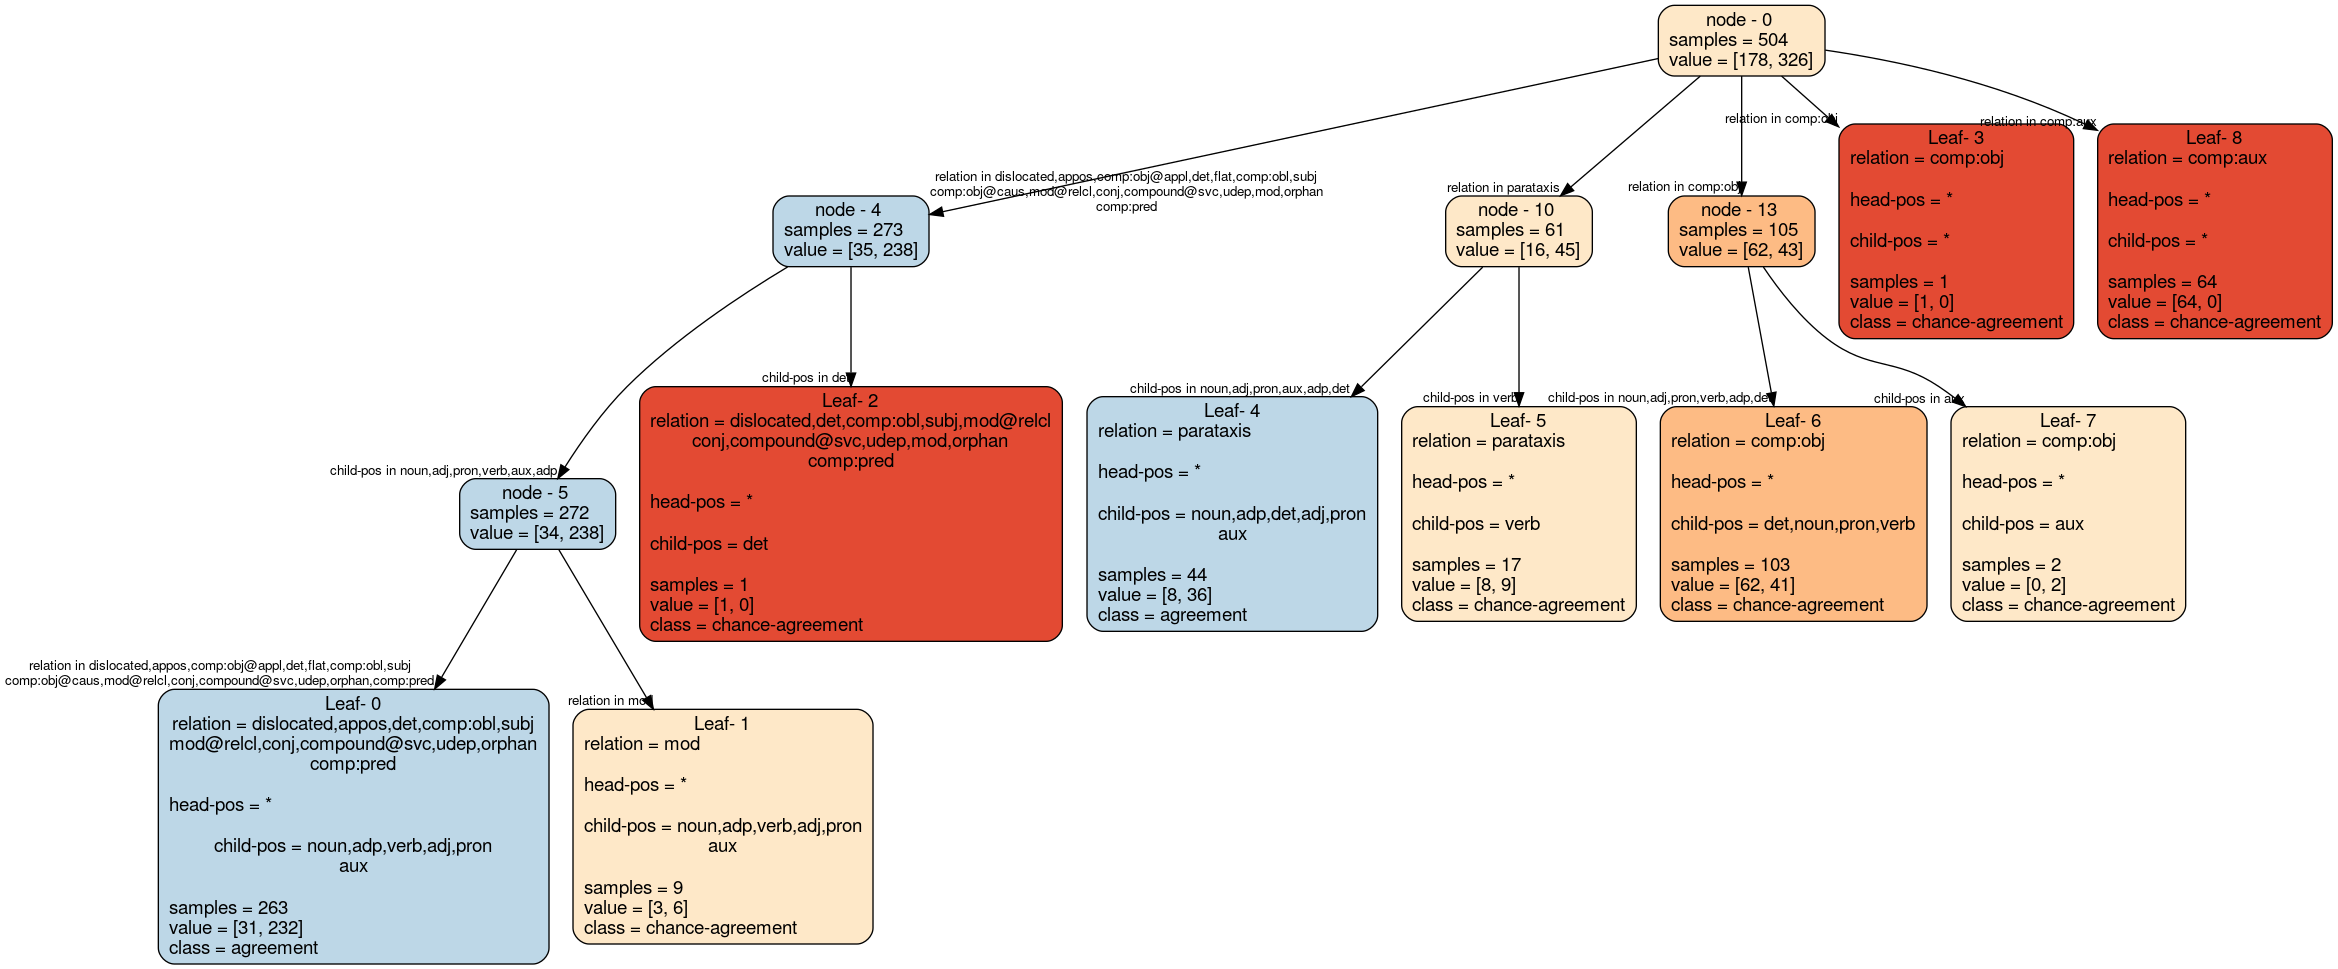 node - 0
samples = 504
value = [178, 326]
relation in dislocated,appos,comp:obj@appl,det,flat,comp:obl,subj
comp:obj@caus,mod@relcl,conj,compound@svc,udep,mod,orphan
comp:pred
relation in parataxis
relation in comp:obj
relation in comp:obj
relation in comp:aux
node - 4
samples = 273
value = [35, 238]
node - 10
samples = 61
value = [16, 45]
node - 13
samples = 105
value = [62, 43]
Leaf- 3
relation = comp:obj
head-pos = *
child-pos = *
samples = 1
value = [1, 0]
class = chance-agreement
Leaf- 8
relation = comp:aux
head-pos = *
child-pos = *
samples = 64
value = [64, 0]
class = chance-agreement
child-pos in noun,adj,pron,verb,aux,adp
child-pos in det
child-pos in noun,adj,pron,aux,adp,det
child-pos in verb
child-pos in noun,adj,pron,verb,adp,det
child-pos in aux
node - 5
samples = 272
value = [34, 238]
Leaf- 2
relation = dislocated,det,comp:obl,subj,mod@relcl
conj,compound@svc,udep,mod,orphan
comp:pred
head-pos = *
child-pos = det
samples = 1
value = [1, 0]
class = chance-agreement
Leaf- 4
relation = parataxis
head-pos = *
child-pos = noun,adp,det,adj,pron
aux
samples = 44
value = [8, 36]
class = agreement
Leaf- 5
relation = parataxis
head-pos = *
child-pos = verb
samples = 17
value = [8, 9]
class = chance-agreement
Leaf- 6
relation = comp:obj
head-pos = *
child-pos = det,noun,pron,verb
samples = 103
value = [62, 41]
class = chance-agreement
Leaf- 7
relation = comp:obj
head-pos = *
child-pos = aux
samples = 2
value = [0, 2]
class = chance-agreement
relation in dislocated,appos,comp:obj@appl,det,flat,comp:obl,subj
comp:obj@caus,mod@relcl,conj,compound@svc,udep,orphan,comp:pred
relation in mod
Leaf- 0
relation = dislocated,appos,det,comp:obl,subj
mod@relcl,conj,compound@svc,udep,orphan
comp:pred
head-pos = *
child-pos = noun,adp,verb,adj,pron
aux
samples = 263
value = [31, 232]
class = agreement
Leaf- 1
relation = mod
head-pos = *
child-pos = noun,adp,verb,adj,pron
aux
samples = 9
value = [3, 6]
class = chance-agreement